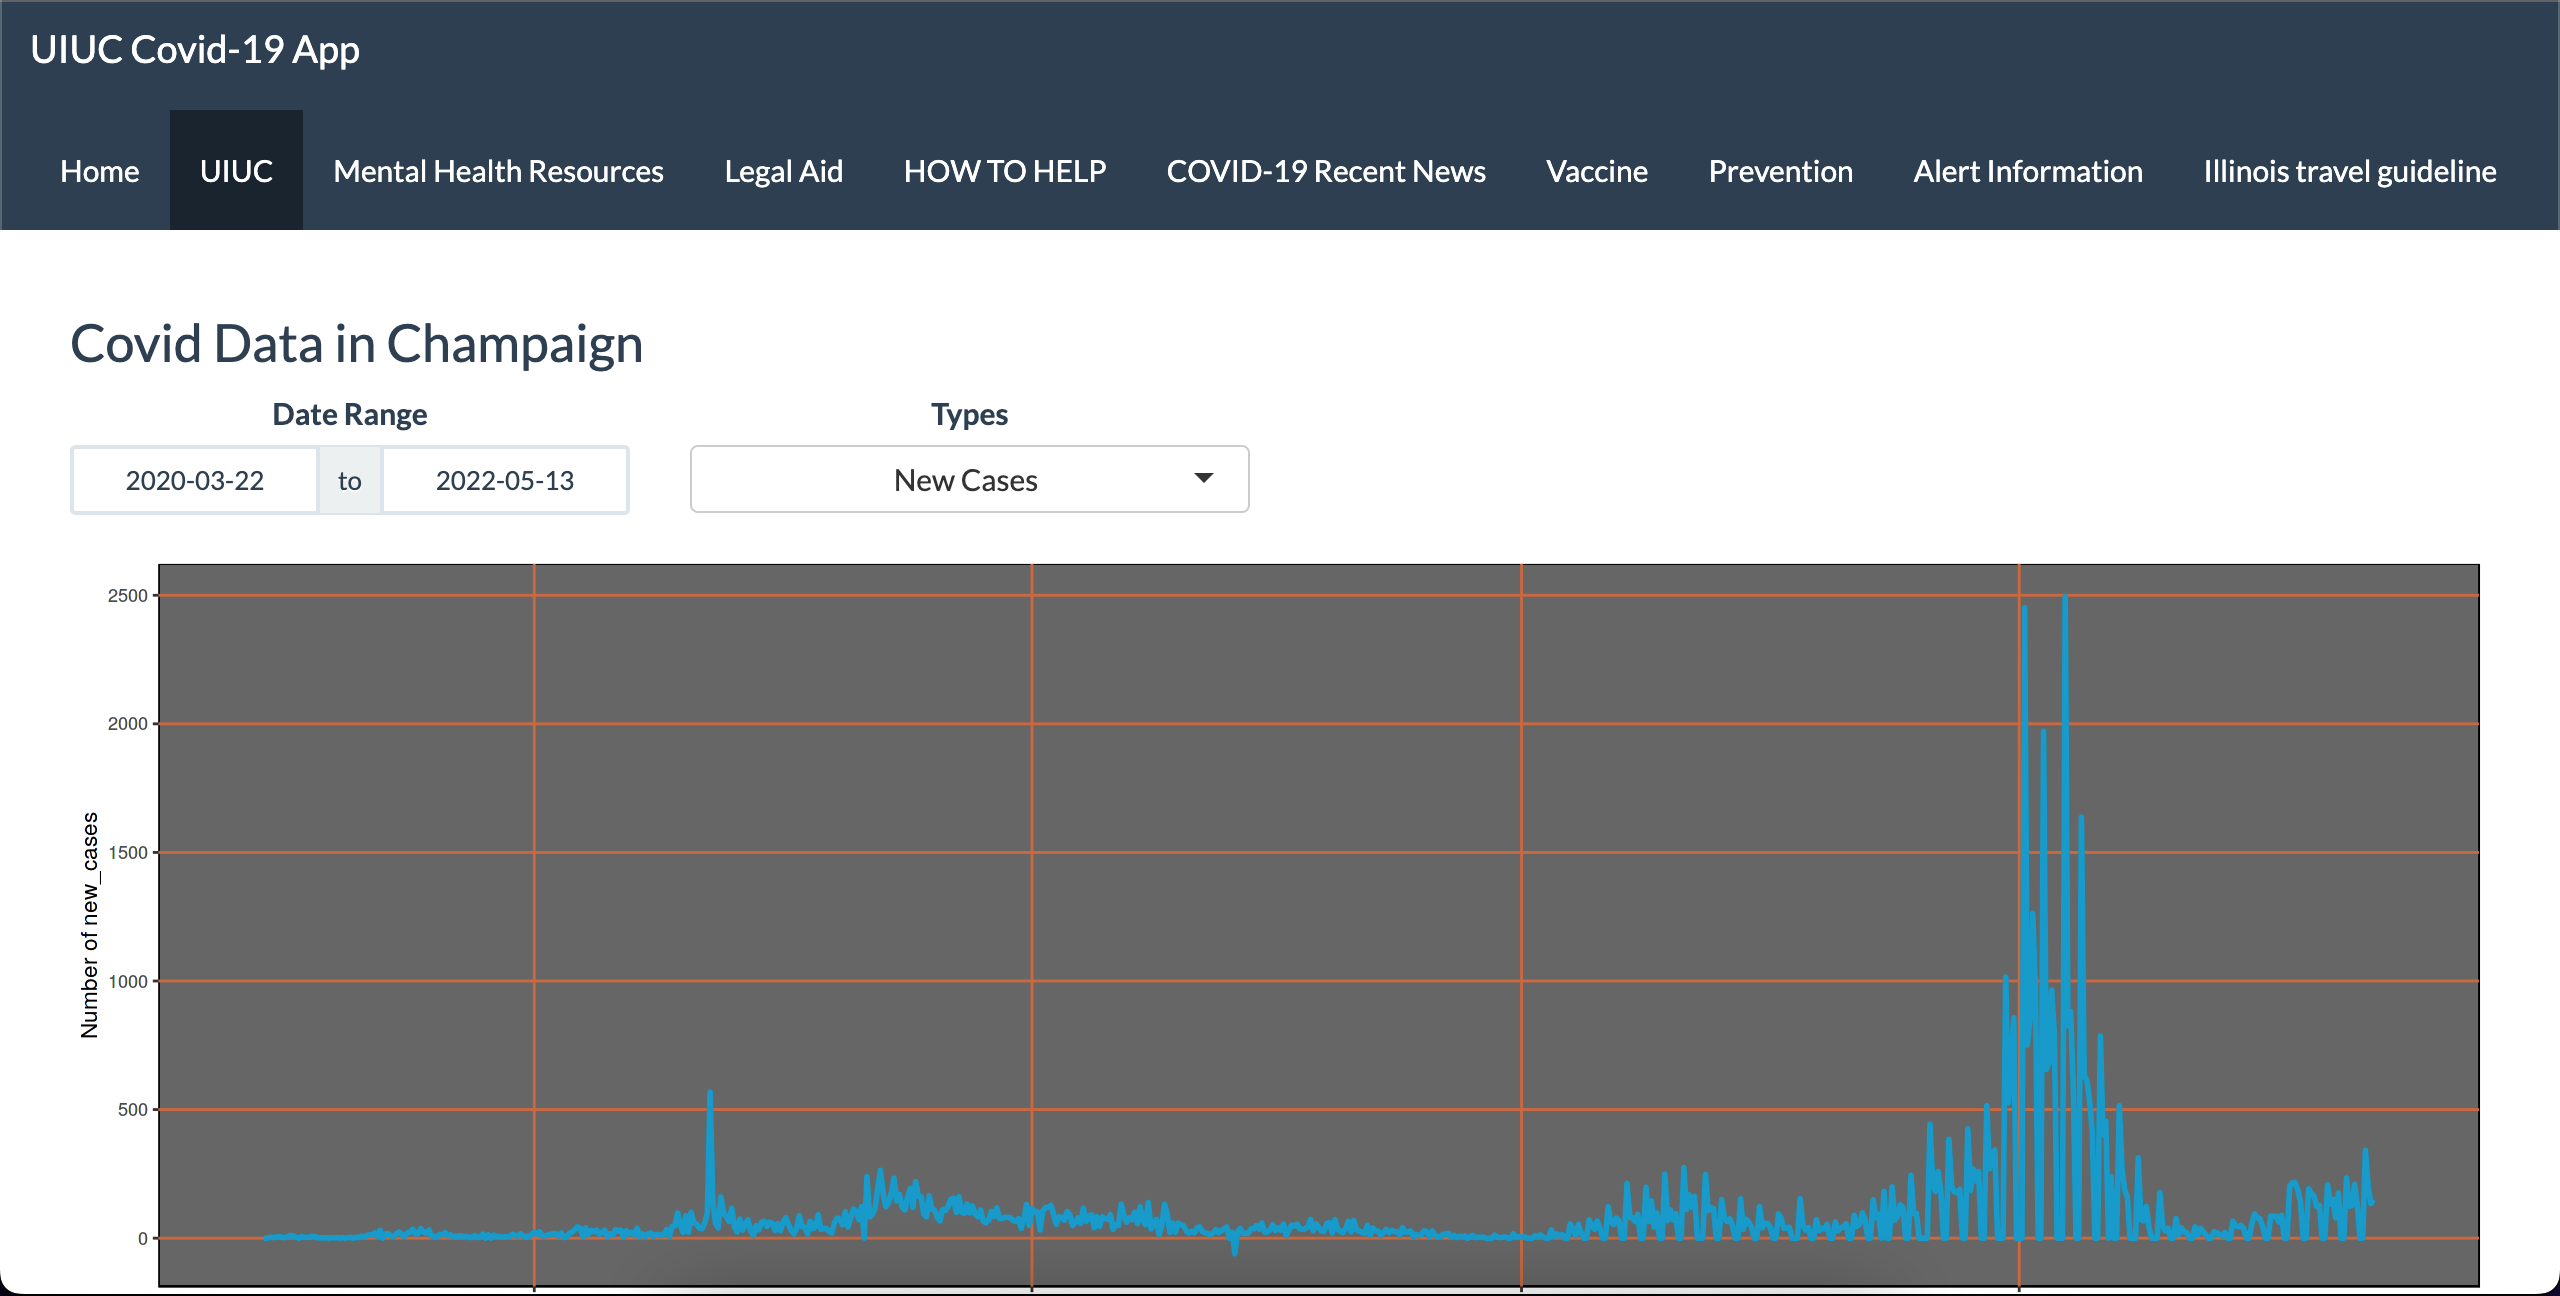 UIUC Covid-19 App
Home UIUC Mental Health Resources Legal Aid HOW TO HELP COVID-19 Recent News Vaccine Prevention Alert Information Illinois travel guideline
Covid Data in Champaign
Date Range Types
2020-03-22 to 2022-05-13 New Cases
2500
2000
1500
1000
500
0
Number of new_cases